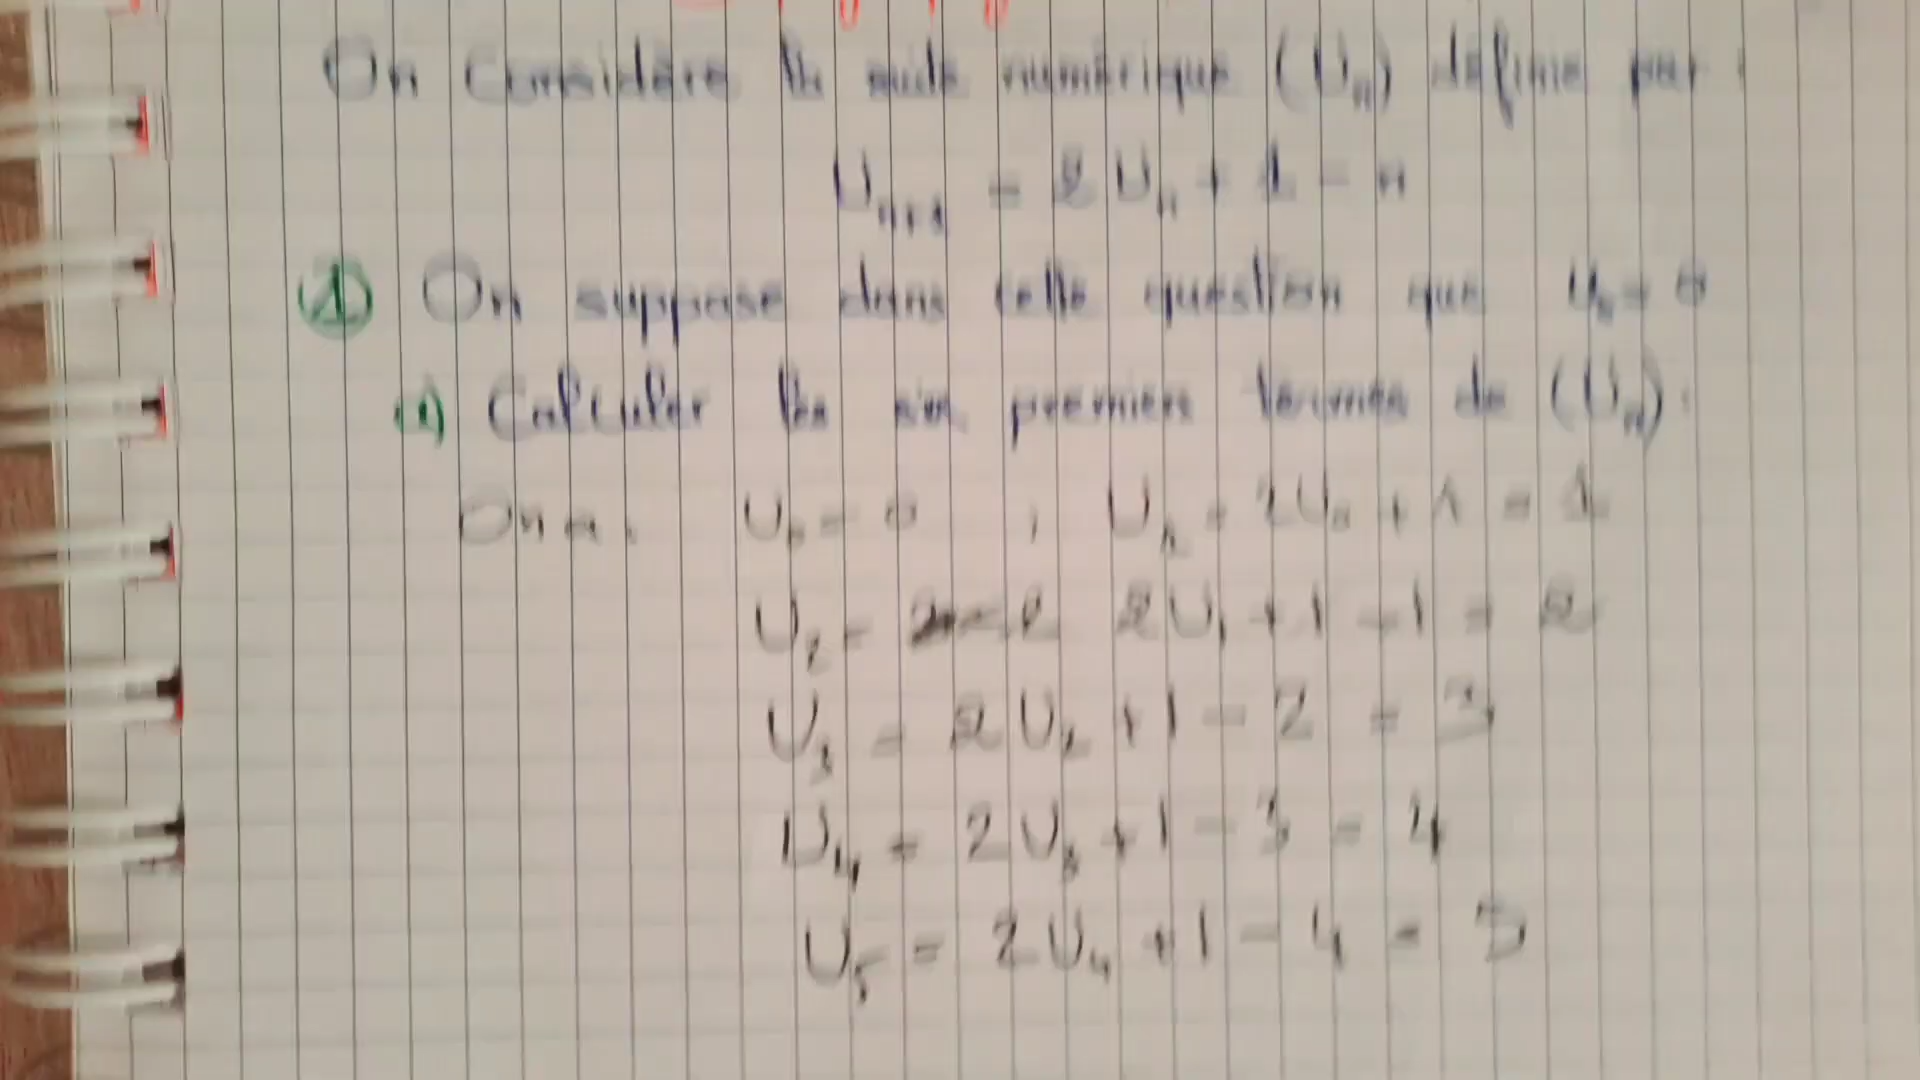 On Considère la suite numérique (Un) définie par :
Un+1 = 2Un + 1 - n
1 On suppose dans cette question que U0 = 0
a) Calculer les six premiers termes de (Un).
On a : U0 = 0 ; U1 = 2U0 + 1 = 1
U2 = 2U1 + 1 - 1 = 2
U3 = 2U2 + 1 - 2 = 3
U4 = 2U3 + 1 - 3 = 4
U5 = 2U4 + 1 - 4 = 5